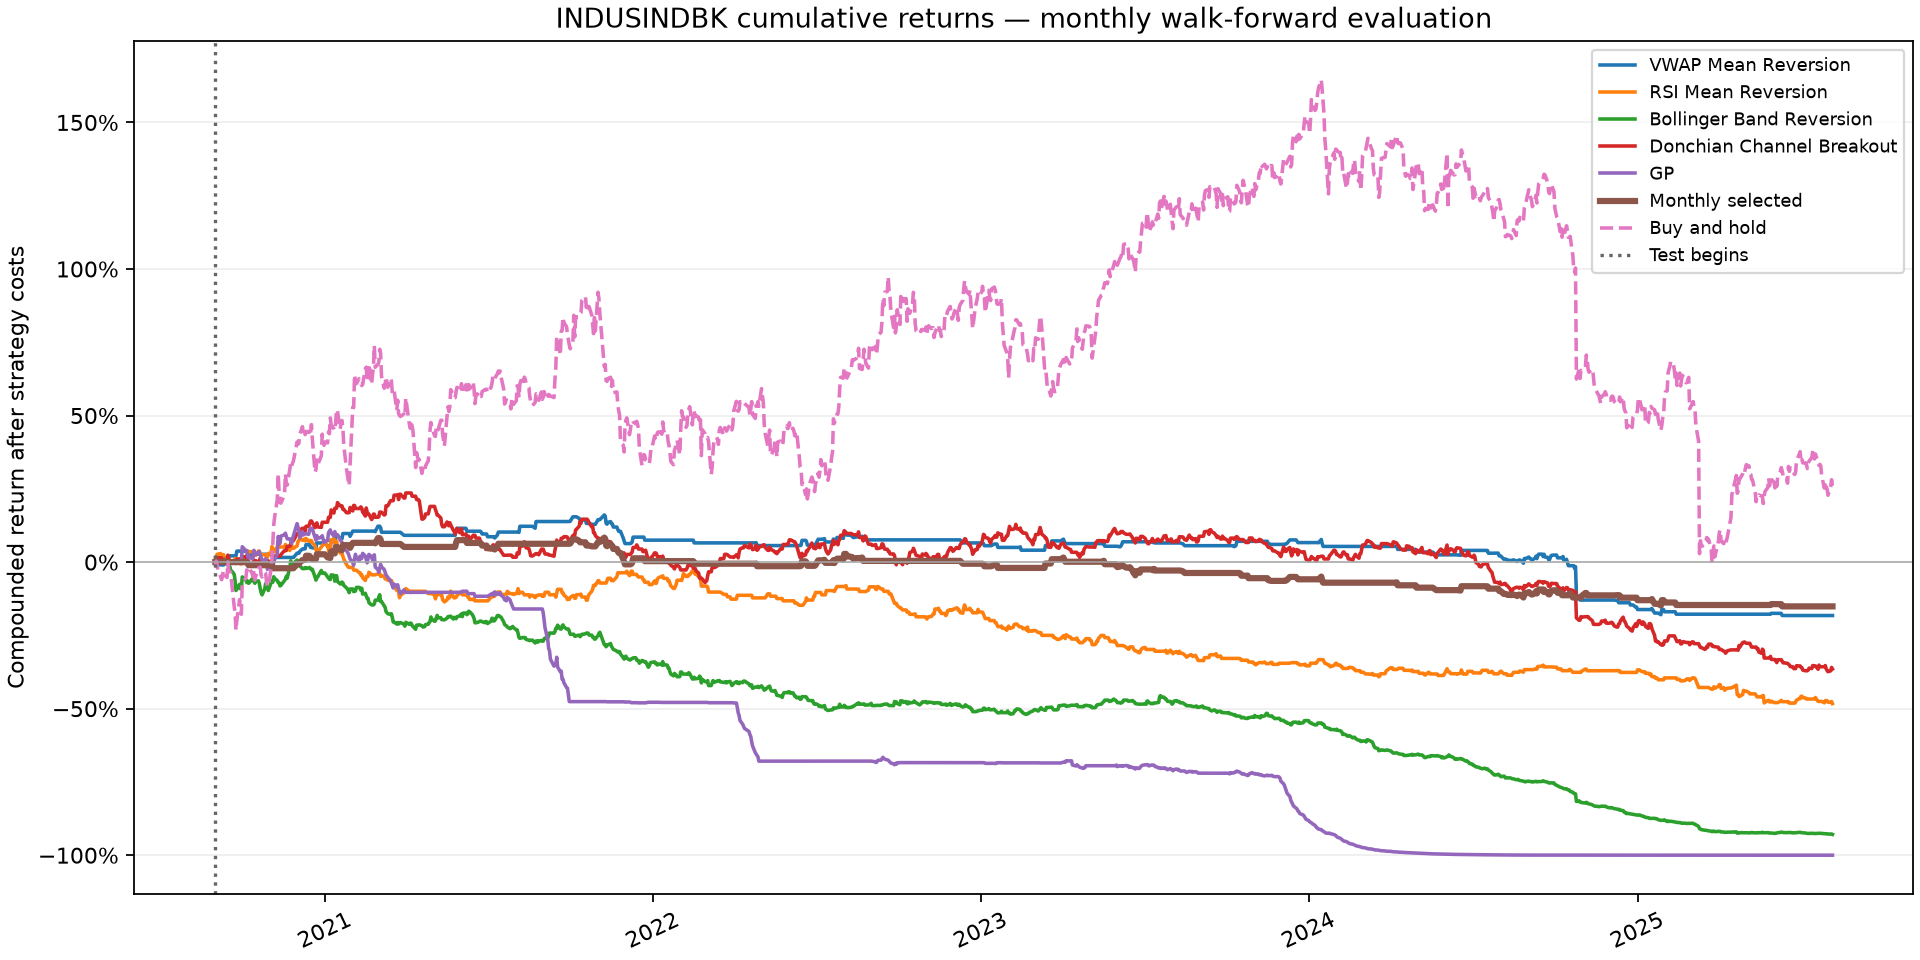 INDUSINDBK cumulative returns — monthly walk-forward evaluation
Compounded return after strategy costs
150%
100%
50%
0%
−50%
−100%
VWAP Mean Reversion
RSI Mean Reversion
Bollinger Band Reversion
Donchian Channel Breakout
GP
Monthly selected
Buy and hold
Test begins
2021
2022
2023
2024
2025